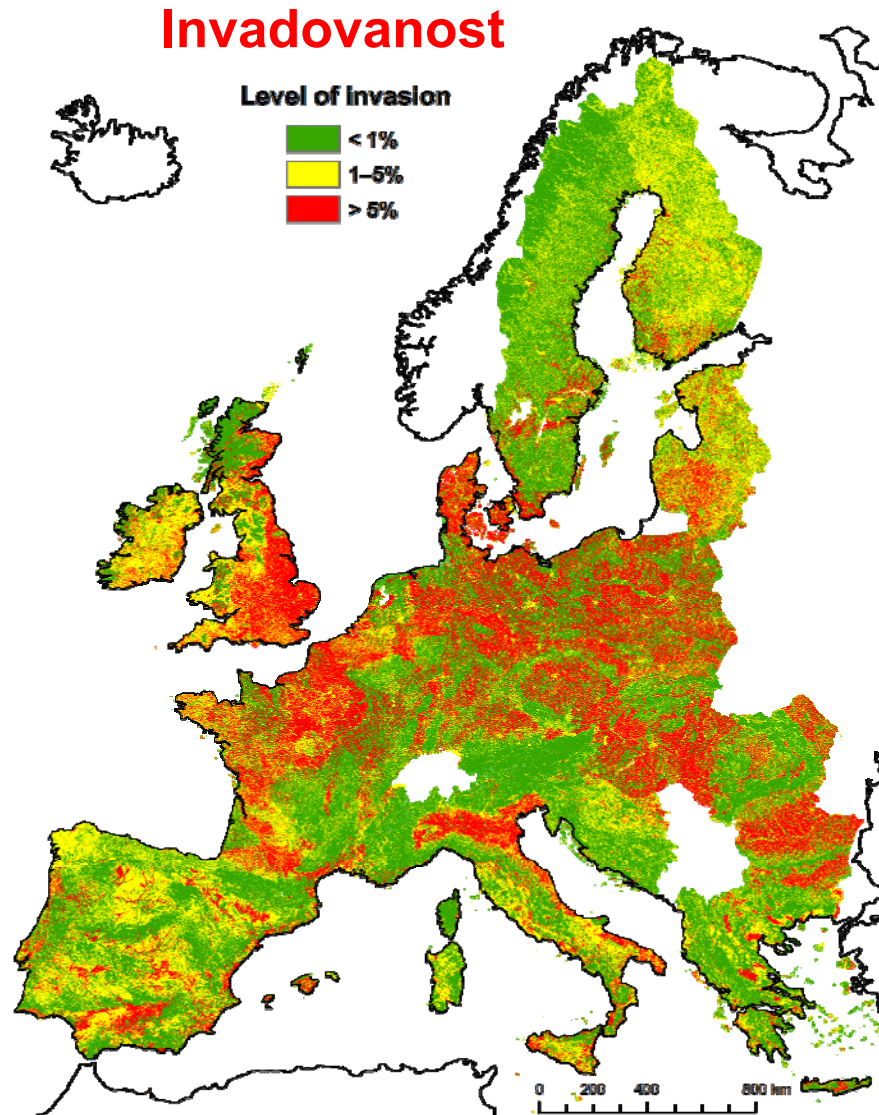 Invadovanost
Level of invasion
< 1%
1–5%
> 5%
0 200 400 800 km